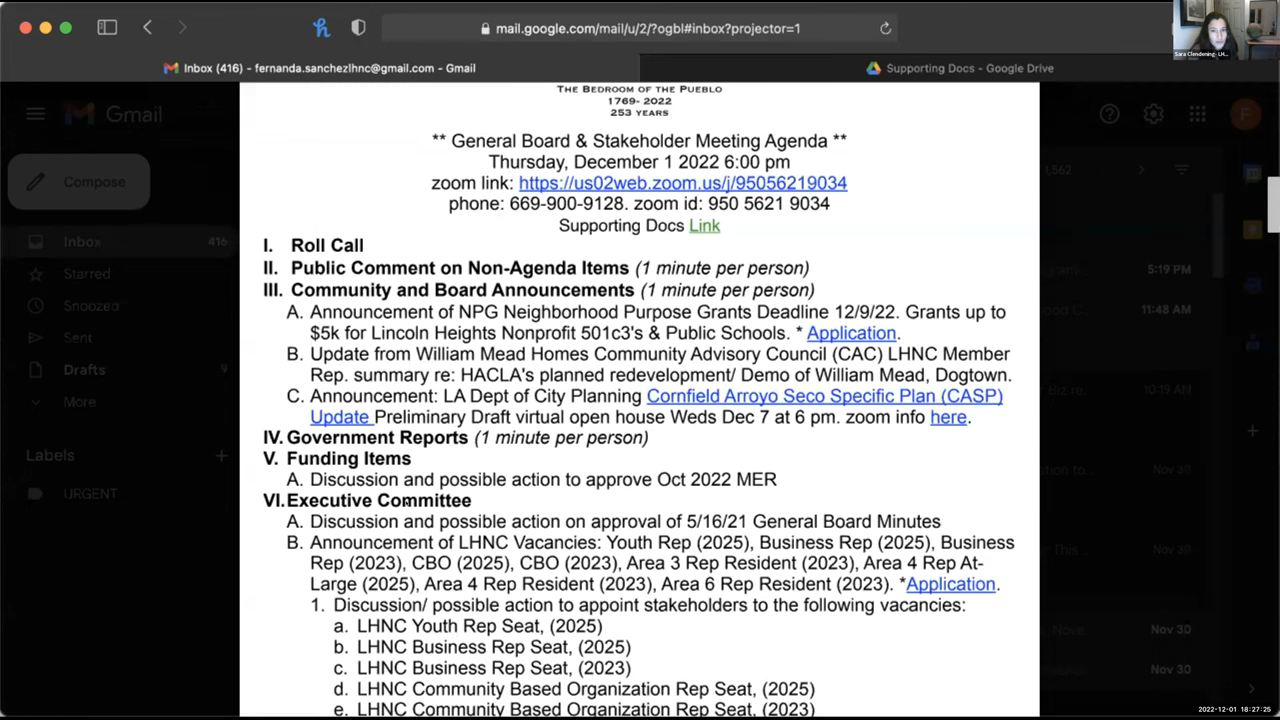 mail.google.com/mail/u/2/?ogbl#inbox?projector=1
Sara Clendening- LH...
Inbox (416) - fernanda.sanchezlhnc@gmail.com - Gmail
Supporting Docs - Google Drive
Gmail
F
Compose
1,562
Inbox 416
Starred
Snoozed
Sent
Drafts 9
More
Labels
URGENT
5:19 PM
11:48 AM
10:19 AM
Nov 30
Nov 30
Nov 30
Nov 30
THE BEDROOM OF THE PUEBLO
1769- 2022
253 YEARS
** General Board & Stakeholder Meeting Agenda **
Thursday, December 1 2022 6:00 pm
zoom link: https://us02web.zoom.us/j/95056219034
phone: 669-900-9128. zoom id: 950 5621 9034
Supporting Docs Link
I. Roll Call
II. Public Comment on Non-Agenda Items (1 minute per person)
III. Community and Board Announcements (1 minute per person)
A. Announcement of NPG Neighborhood Purpose Grants Deadline 12/9/22. Grants up to
$5k for Lincoln Heights Nonprofit 501c3's & Public Schools. * Application.
B. Update from William Mead Homes Community Advisory Council (CAC) LHNC Member
Rep. summary re: HACLA's planned redevelopment/ Demo of William Mead, Dogtown.
C. Announcement: LA Dept of City Planning Cornfield Arroyo Seco Specific Plan (CASP)
Update Preliminary Draft virtual open house Weds Dec 7 at 6 pm. zoom info here.
IV. Government Reports (1 minute per person)
V. Funding Items
A. Discussion and possible action to approve Oct 2022 MER
VI. Executive Committee
A. Discussion and possible action on approval of 5/16/21 General Board Minutes
B. Announcement of LHNC Vacancies: Youth Rep (2025), Business Rep (2025), Business
Rep (2023), CBO (2025), CBO (2023), Area 3 Rep Resident (2023), Area 4 Rep At-
Large (2025), Area 4 Rep Resident (2023), Area 6 Rep Resident (2023). *Application.
1. Discussion/ possible action to appoint stakeholders to the following vacancies:
a. LHNC Youth Rep Seat, (2025)
b. LHNC Business Rep Seat, (2025)
c. LHNC Business Rep Seat, (2023)
d. LHNC Community Based Organization Rep Seat, (2025)
e. LHNC Community Based Organization Rep Seat, (2023)
2022-12-01 18:27:25